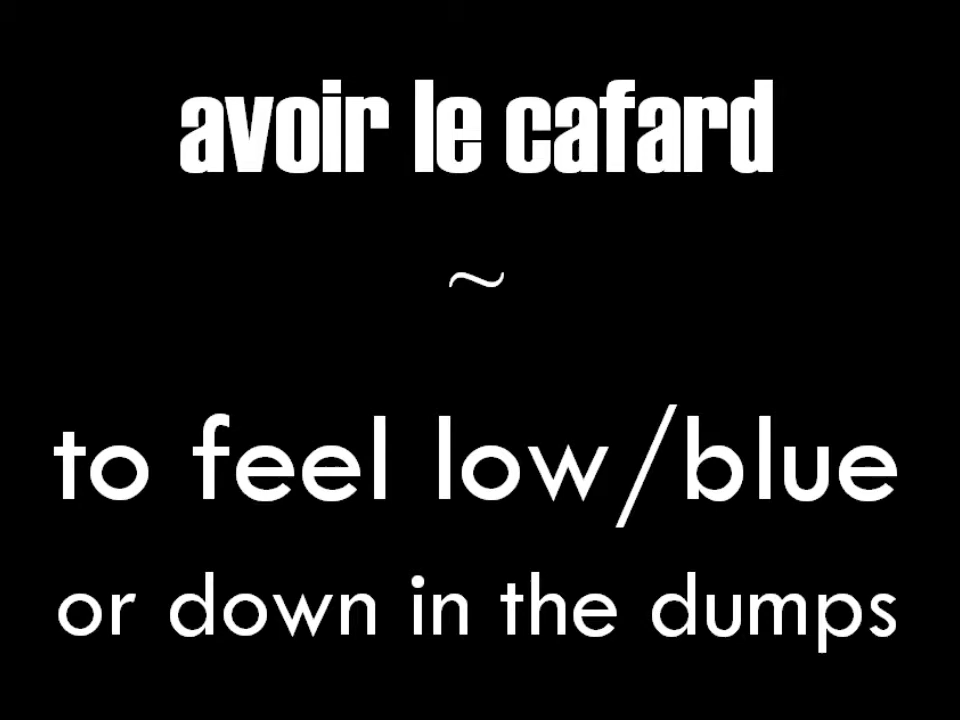 avoir le cafard
~
to feel low/blue
or down in the dumps